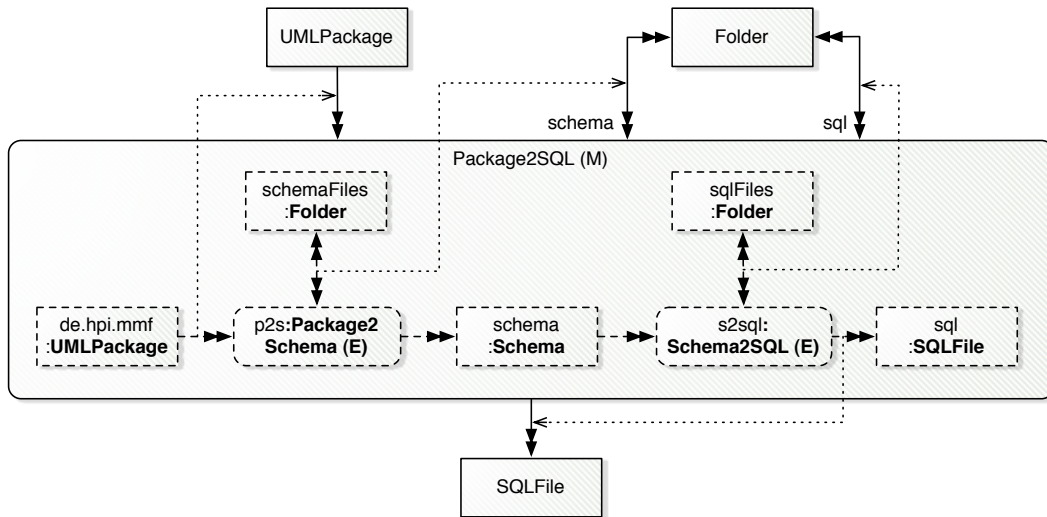 UMLPackage
Folder
schema
sql
Package2SQL (M)
schemaFiles
:Folder
sqlFiles
:Folder
de.hpi.mmf
:UMLPackage
p2s:Package2
Schema (E)
schema
:Schema
s2sql:
Schema2SQL (E)
sql
:SQLFile
SQLFile